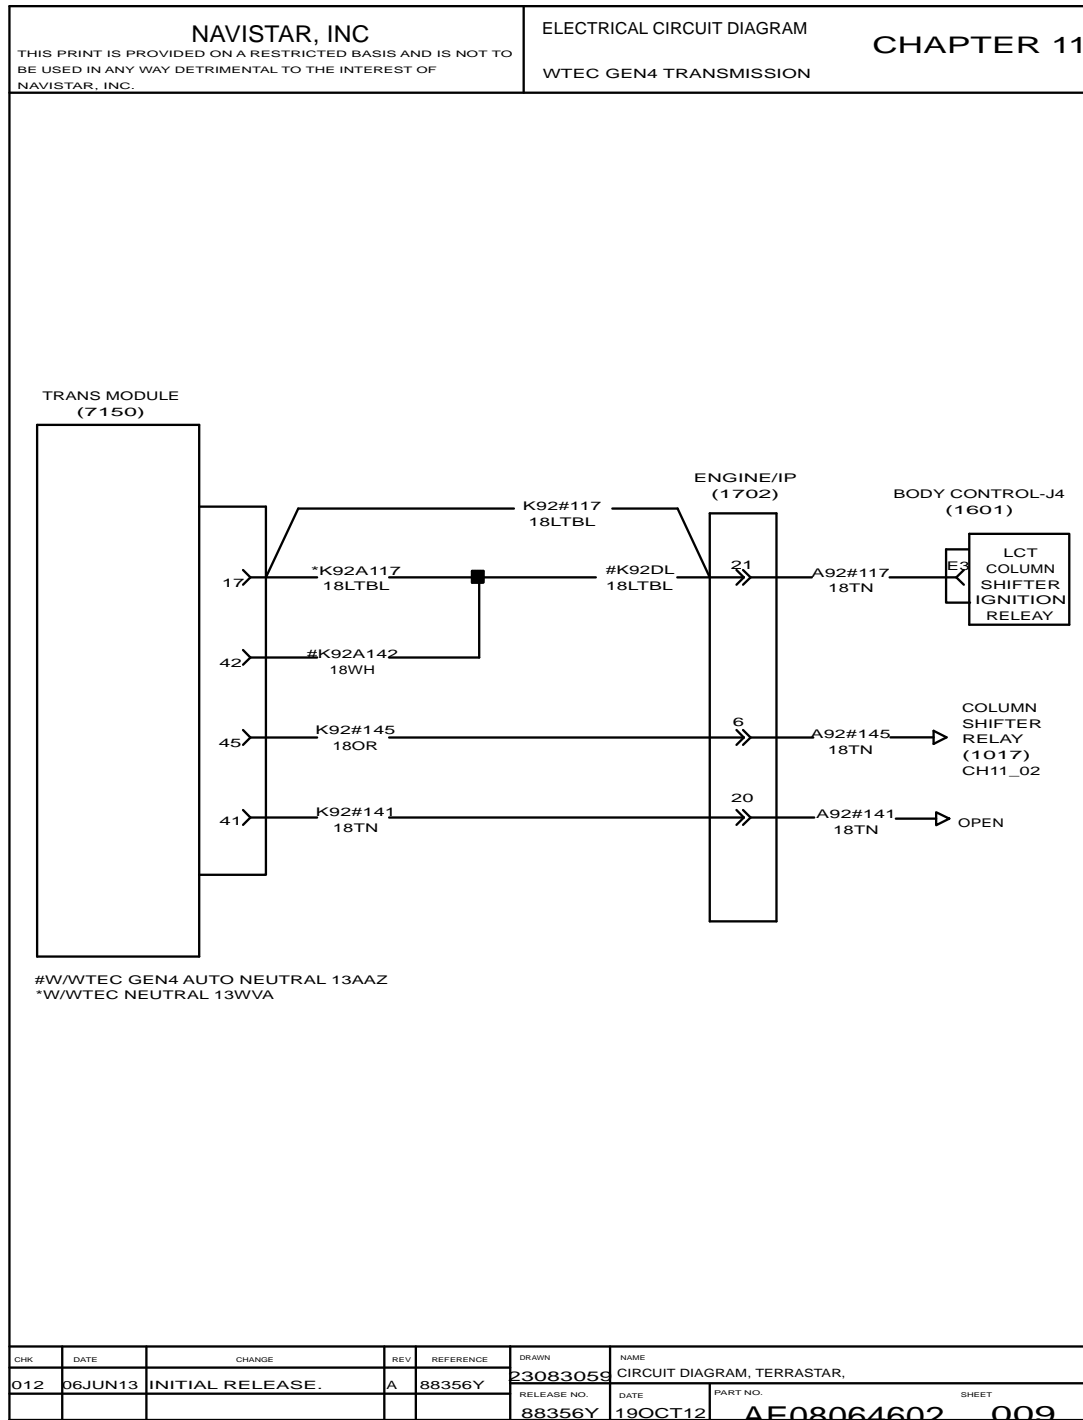 NAVISTAR, INC
THIS PRINT IS PROVIDED ON A RESTRICTED BASIS AND IS NOT TO
BE USED IN ANY WAY DETRIMENTAL TO THE INTEREST OF
NAVISTAR, INC.
ELECTRICAL CIRCUIT DIAGRAM
WTEC GEN4 TRANSMISSION
CHAPTER 11
TRANS MODULE
(7150)
ENGINE/IP
(1702)
BODY CONTROL-J4
(1601)
K92#117
18LTBL
17
*K92A117
18LTBL
#K92DL
18LTBL
21
A92#117
18TN
E3
LCT
COLUMN
SHIFTER
IGNITION
RELEAY
42
#K92A142
18WH
45
K92#145
18OR
6
A92#145
18TN
COLUMN
SHIFTER
RELAY
(1017)
CH11_02
41
K92#141
18TN
20
A92#141
18TN
OPEN
#W/WTEC GEN4 AUTO NEUTRAL 13AAZ
*W/WTEC NEUTRAL 13WVA
CHK DATE CHANGE REV REFERENCE
012 06JUN13 INITIAL RELEASE. A 88356Y
DRAWN
23083059
NAME
CIRCUIT DIAGRAM, TERRASTAR,
RELEASE NO.
88356Y
DATE
19OCT12
PART NO.
AE08064602
SHEET
009